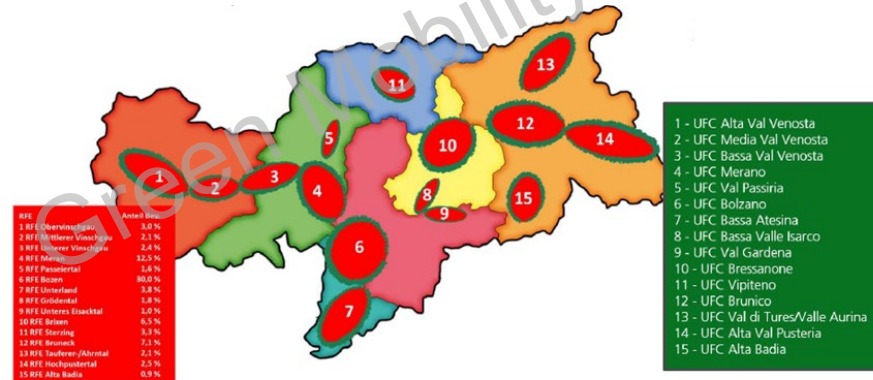 Green Mobility
11
13
12
14
10
5
1
2
3
4
8
9
15
6
7
RFE Anteil Bev.
1 RFE Obervinschgau 3,0 %
2 RFE Mittlerer Vinschgau 2,1 %
3 RFE Unterer Vinschgau 2,4 %
4 RFE Meran 12,5 %
5 RFE Passeiertal 1,6 %
6 RFE Bozen 30,0 %
7 RFE Unterland 3,8 %
8 RFE Grödental 1,8 %
9 RFE Unteres Eisacktal 1,0 %
10 RFE Brixen 6,5 %
11 RFE Sterzing 3,3 %
12 RFE Bruneck 7,1 %
13 RFE Tauferer-/Ahrntal 2,1 %
14 RFE Hochpustertal 2,5 %
15 RFE Alta Badia 0,9 %
1 - UFC Alta Val Venosta
2 - UFC Media Val Venosta
3 - UFC Bassa Val Venosta
4 - UFC Merano
5 - UFC Val Passiria
6 - UFC Bolzano
7 - UFC Bassa Atesina
8 - UFC Bassa Valle Isarco
9 - UFC Val Gardena
10 - UFC Bressanone
11 - UFC Vipiteno
12 - UFC Brunico
13 - UFC Val di Tures/Valle Aurina
14 - UFC Alta Val Pusteria
15 - UFC Alta Badia